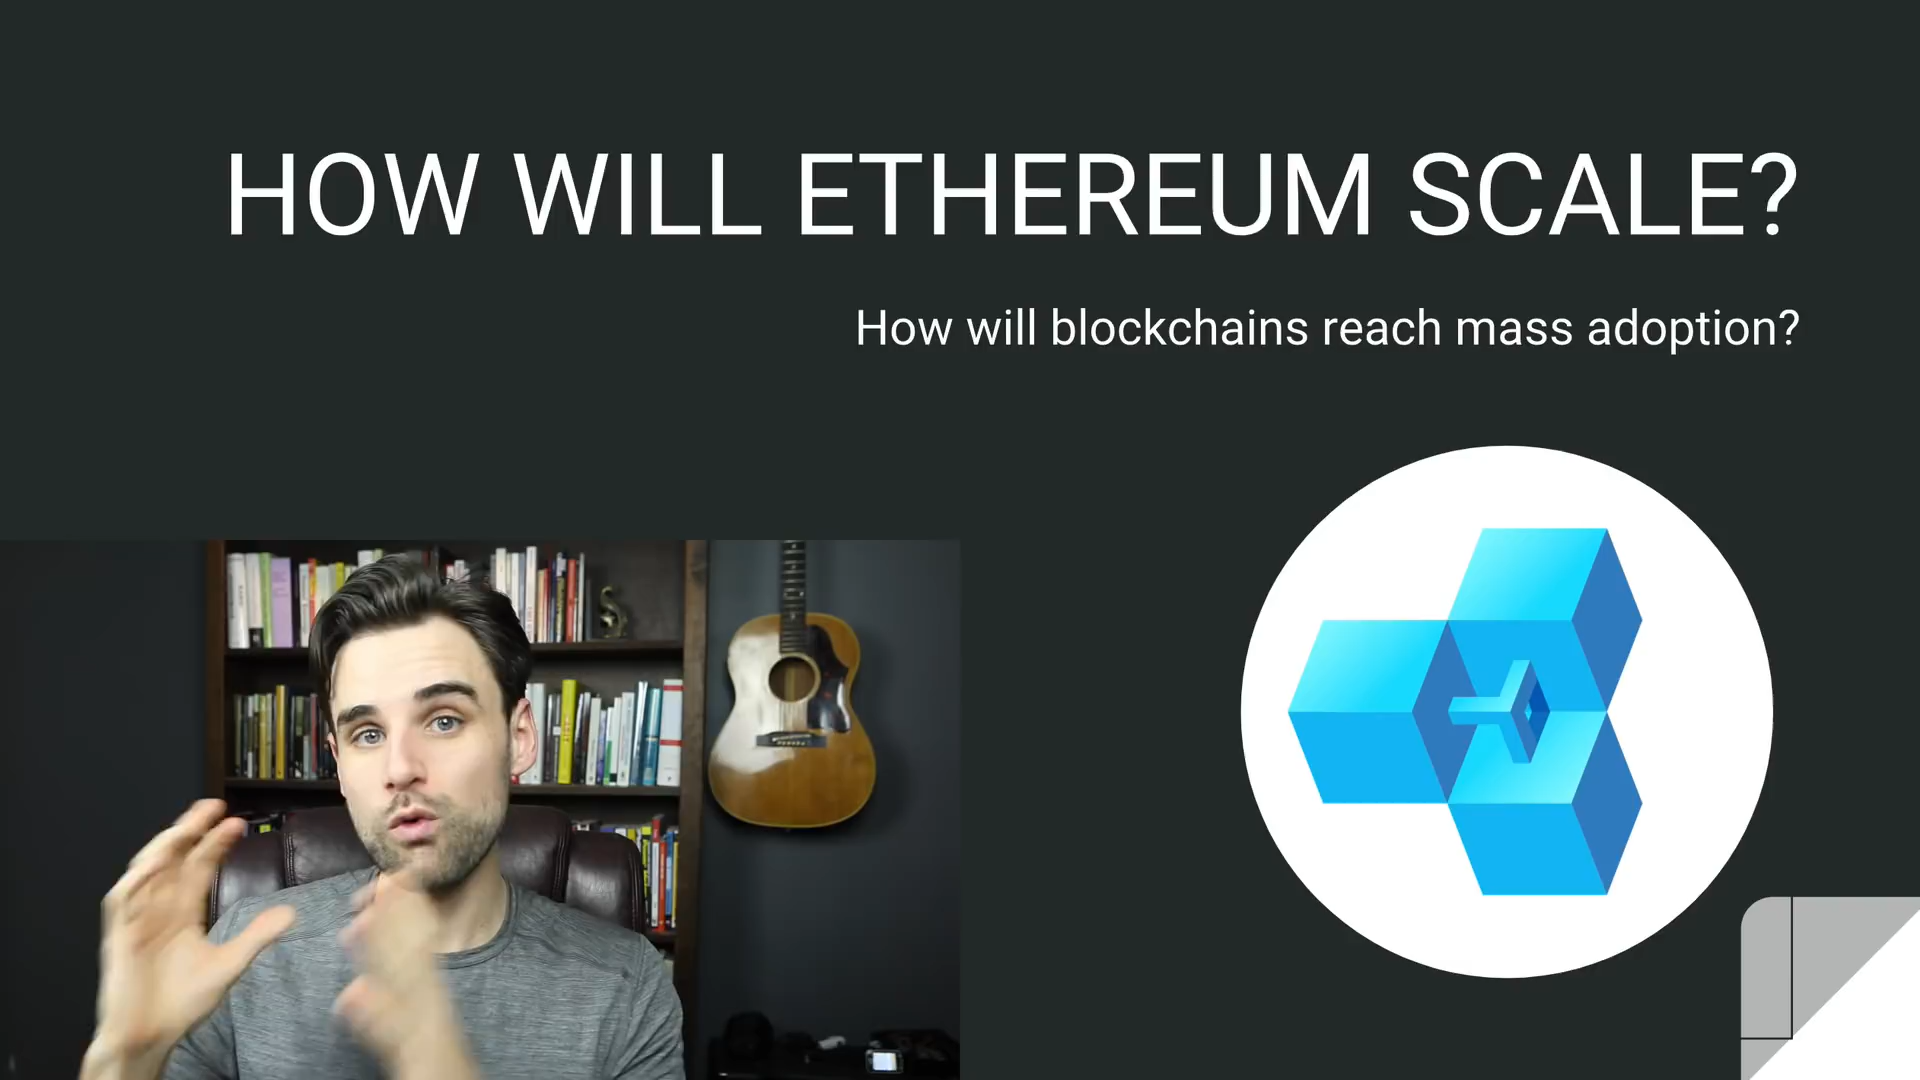 HOW WILL ETHEREUM SCALE?
How will blockchains reach mass adoption?